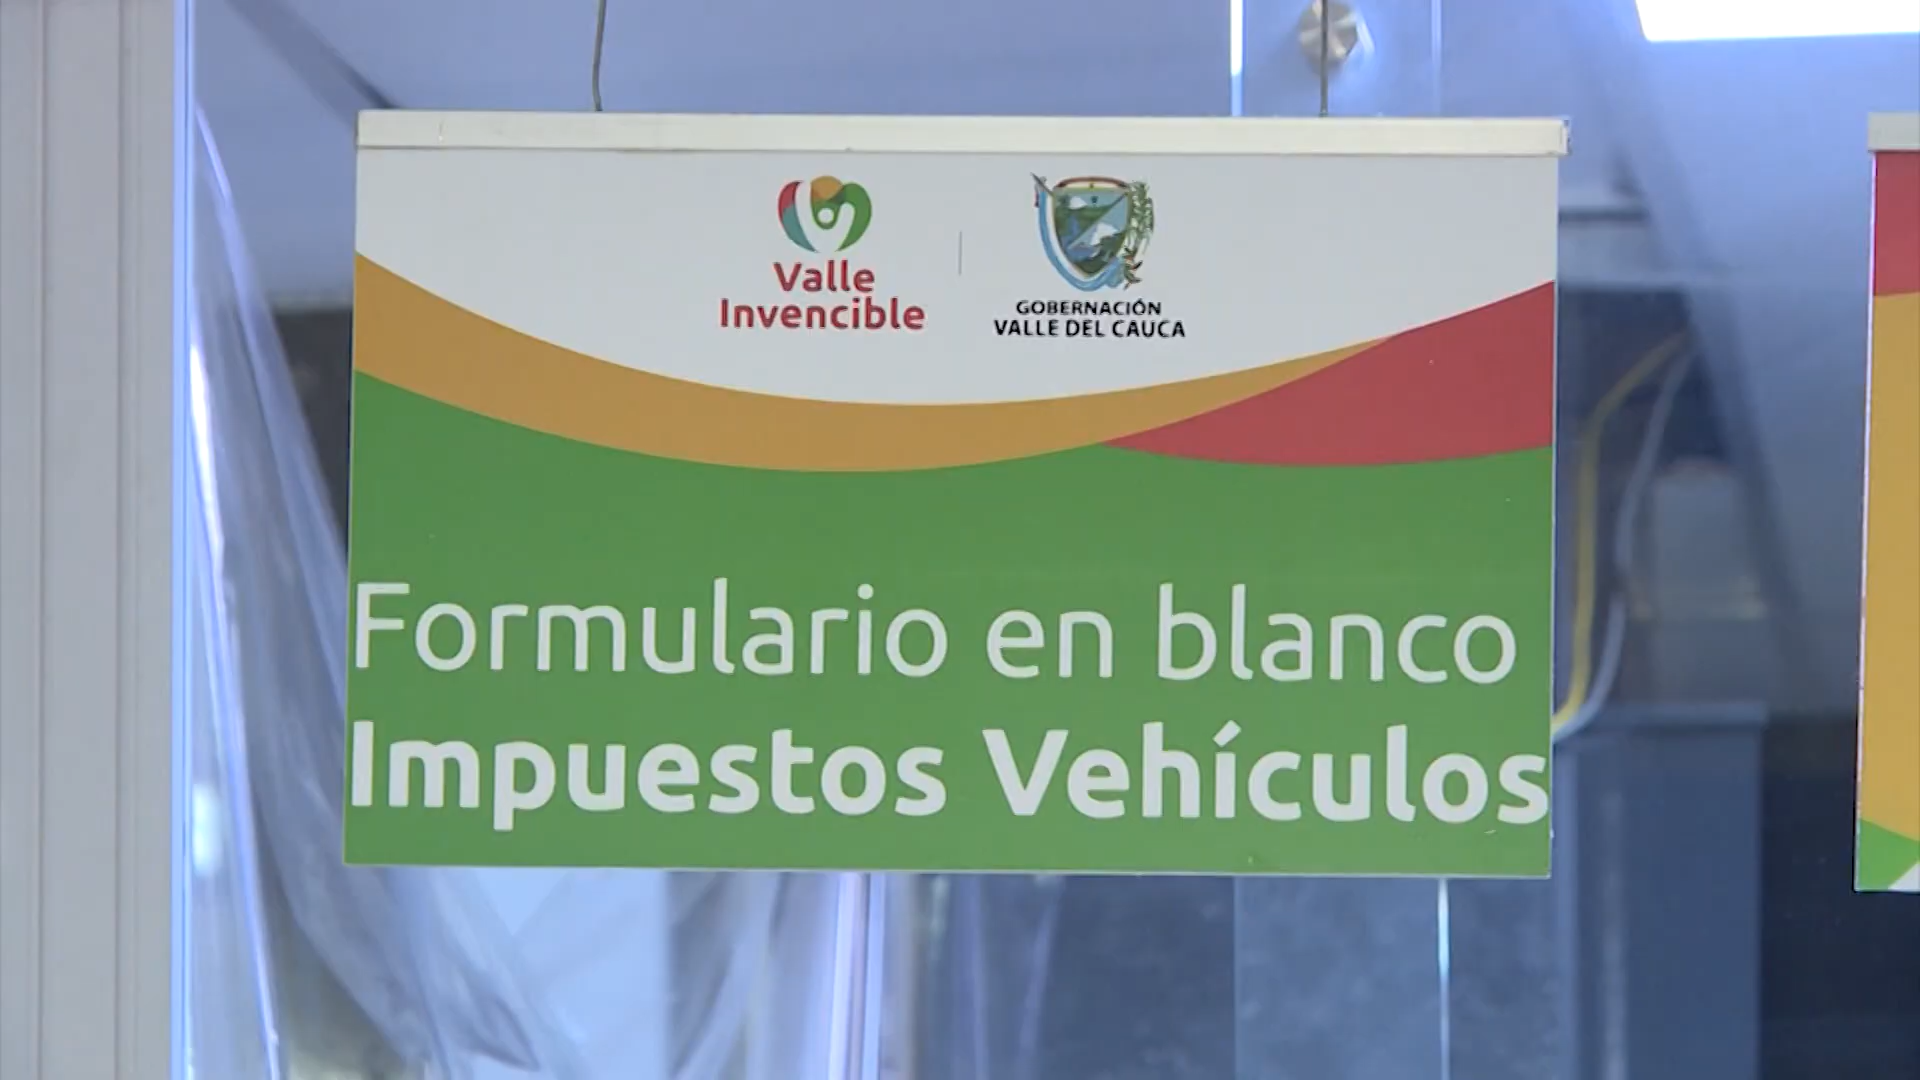 Valle
Invencible
GOBERNACIÓN
VALLE DEL CAUCA
Formulario en blanco
Impuestos Vehículos